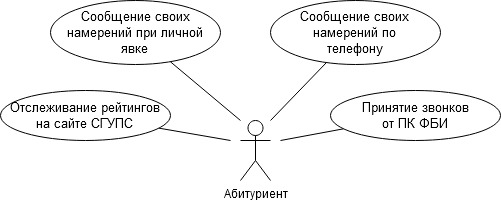 Сообщение своих
намерений при личной
явке
Сообщение своих
намерений по
телефону
Отслеживание рейтингов
на сайте СГУПС
Принятие звонков
от ПК ФБИ
Абитуриент